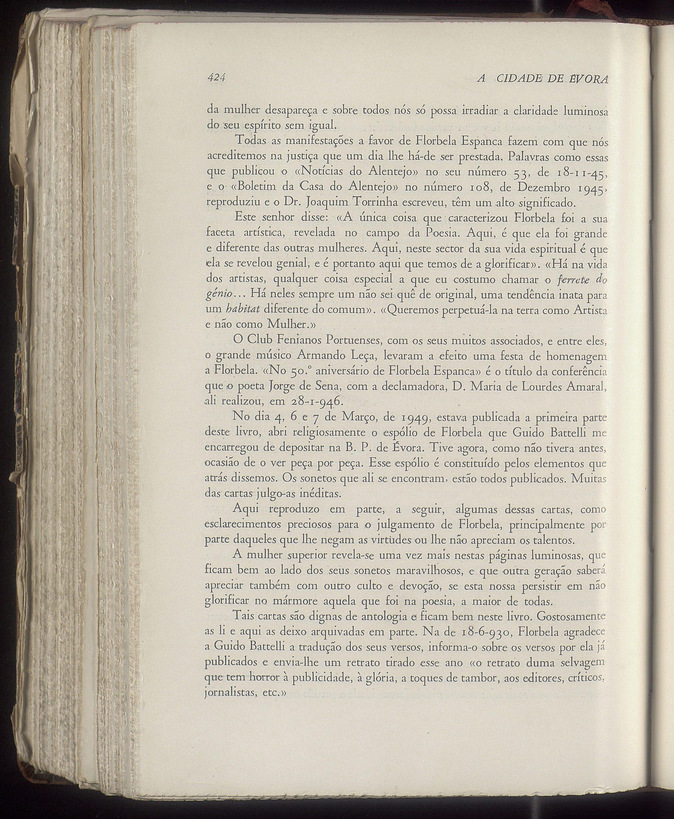 424
A CIDADE DE ÉVORA
da mulher desapareça e sobre todos nós só possa irradiar a claridade luminosa
do seu espírito sem igual.
Todas as manifestações a favor de Florbela Espanca fazem com que nós
acreditemos na justiça que um dia lhe há-de ser prestada. Palavras como essas
que publicou o «Notícias do Alentejo» no seu número 53, de 18-11-45,
e o «Boletim da Casa do Alentejo» no número 108, de Dezembro 1945,
reproduziu e o Dr. Joaquim Torrinha escreveu, têm um alto significado.
Este senhor disse: «A única coisa que caracterizou Florbela foi a sua
faceta artística, revelada no campo da Poesia. Aqui, é que ela foi grande
e diferente das outras mulheres. Aqui, neste sector da sua vida espiritual é que
ela se revelou genial, e é portanto aqui que temos de a glorificar». «Há na vida
dos artistas, qualquer coisa especial a que eu costumo chamar o ferrete do
génio... Há neles sempre um não sei quê de original, uma tendência inata para
um habitat diferente do comum». «Queremos perpetuá-la na terra como Artista
e não como Mulher.»
O Club Fenianos Portuenses, com os seus muitos associados, e entre eles,
o grande músico Armando Leça, levaram a efeito uma festa de homenagem
a Florbela. «No 50.º aniversário de Florbela Espanca» é o título da conferência
que o poeta Jorge de Sena, com a declamadora, D. Maria de Lourdes Amaral,
ali realizou, em 28-1-946.
No dia 4, 6 e 7 de Março, de 1949, estava publicada a primeira parte
deste livro, abri religiosamente o espólio de Florbela que Guido Battelli me
encarregou de depositar na B. P. de Évora. Tive agora, como não tivera antes,
ocasião de o ver peça por peça. Esse espólio é constituído pelos elementos que
atrás dissemos. Os sonetos que ali se encontram. estão todos publicados. Muitas
das cartas julgo-as inéditas.
Aqui reproduzo em parte, a seguir, algumas dessas cartas, como
esclarecimentos preciosos para o julgamento de Florbela, principalmente por
parte daqueles que lhe negam as virtudes ou lhe não apreciam os talentos.
A mulher superior revela-se uma vez mais nestas páginas luminosas, que
ficam bem ao lado dos seus sonetos maravilhosos, e que outra geração saberá
apreciar também com outro culto e devoção, se esta nossa persistir em não
glorificar no mármore aquela que foi na poesia, a maior de todas.
Tais cartas são dignas de antologia e ficam bem neste livro. Gostosamente
as li e aqui as deixo arquivadas em parte. Na de 18-6-930, Florbela agradece
a Guido Battelli a tradução dos seus versos, informa-o sobre os versos por ela já
publicados e envia-lhe um retrato tirado esse ano «o retrato duma selvagem
que tem horror à publicidade, à glória, a toques de tambor, aos editores, críticos,
jornalistas, etc.»